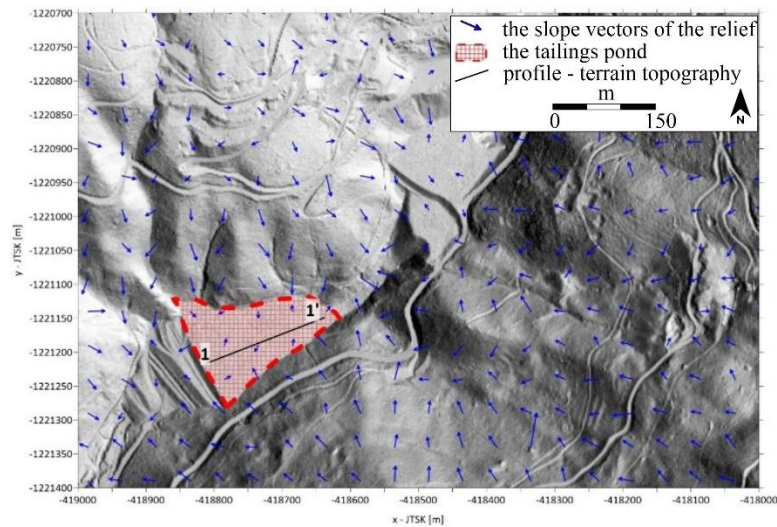 the slope vectors of the relief
the tailings pond
profile - terrain topography
m
0 150
N
-1220700
-1220750
-1220800
-1220850
-1220900
-1220950
-1221000
-1221050
-1221100
-1221150
-1221200
-1221250
-1221300
-1221350
-1221400
y - JTSK [m]
1'
1
-419000 -418900 -418800 -418700 -418600 -418500 -418400 -418300 -418200 -418100 -418000
x - JTSK [m]